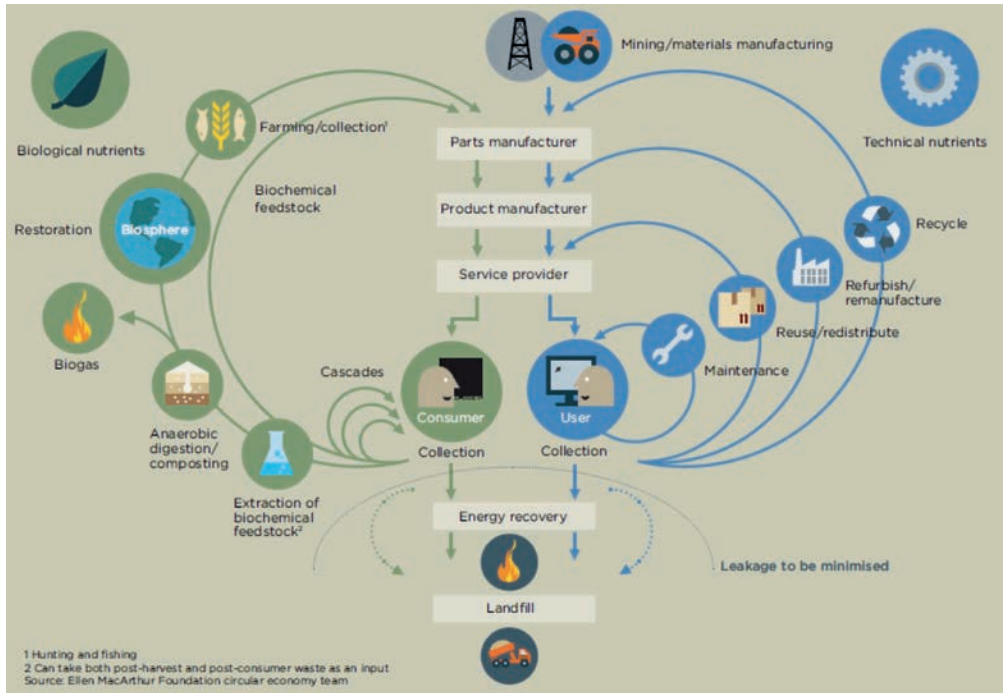 Mining/materials manufacturing
Biological nutrients
Farming/collection¹
Parts manufacturer
Technical nutrients
Biochemical
feedstock
Product manufacturer
Restoration
Biosphere
Recycle
Service provider
Refurbish/
remanufacture
Reuse/redistribute
Biogas
Cascades
Maintenance
Consumer
User
Anaerobic
digestion/
composting
Collection
Collection
Extraction of
biochemical
feedstock²
Energy recovery
Leakage to be minimised
Landfill
1 Hunting and fishing
2 Can take both post-harvest and post-consumer waste as an input
Source: Ellen MacArthur Foundation circular economy team